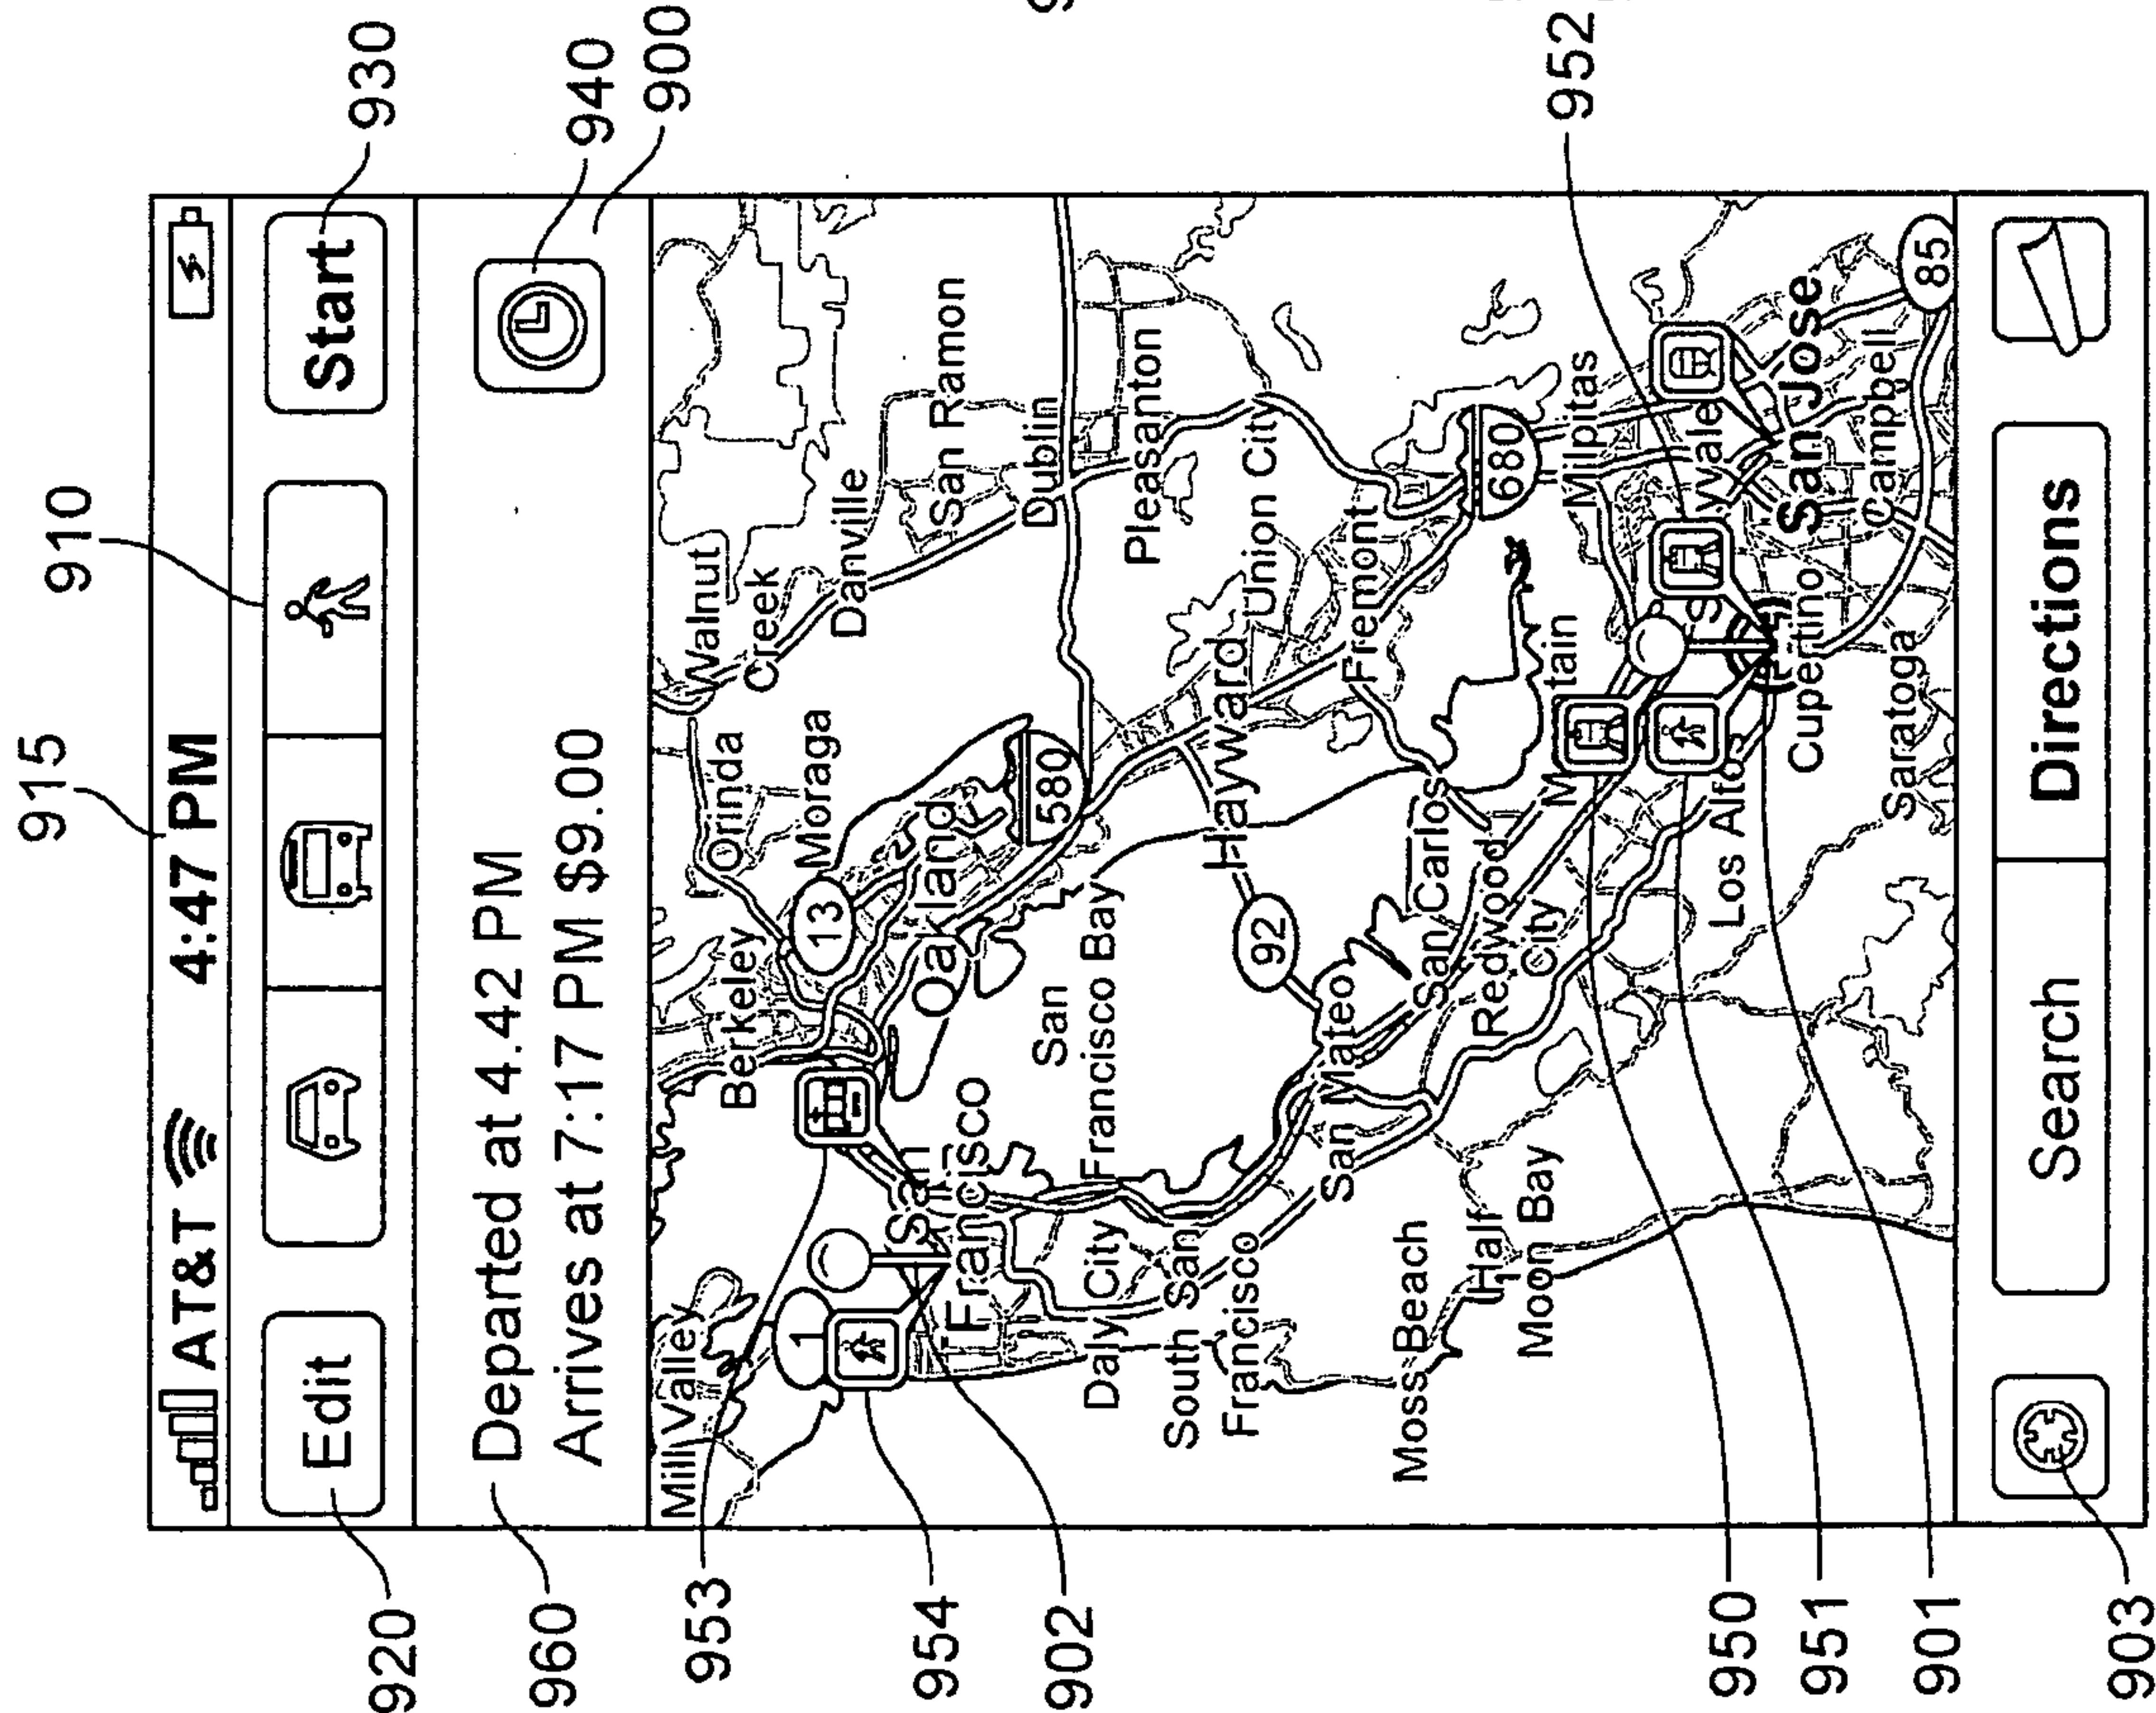 915
910
AT&T 4:47 PM
Edit
Start
930
920
Departed at 4.42 PM
Arrives at 7:17 PM $9.00
960
940
900
Mill Valley
Berkeley
Orinda
Walnut
Creek
Moraga
Danville
1
13
San Ramon
San
Francisco
Oakland
580
Dublin
Daly City
San
Francisco Bay
Pleasanton
South San
Francisco
Hayward
Union City
92
San Mateo
Fremont
Moss Beach
San Carlos
680
Half
Moon Bay
Redwood
City
M
tain
Milpitas
S
vale
Los Altos
Cupertino
San Jose
Campbell
Saratoga
85
953
954
902
952
950
951
901
903
Search
Directions